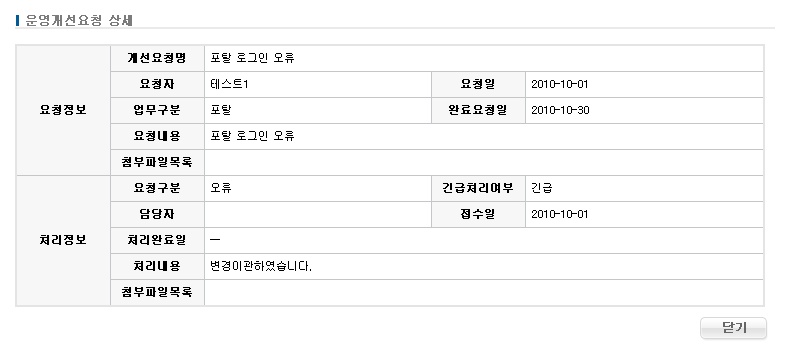 운영개선요청 상세
개선요청명 포탈 로그인 오류
요청자 테스트1 요청일 2010-10-01
요청정보 업무구분 포탈 완료요청일 2010-10-30
요청내용 포탈 로그인 오류
첨부파일목록
요청구분 오류 긴급처리여부 긴급
담당자 접수일 2010-10-01
처리정보 처리완료일 —
처리내용 변경이관하였습니다.
첨부파일목록
닫기